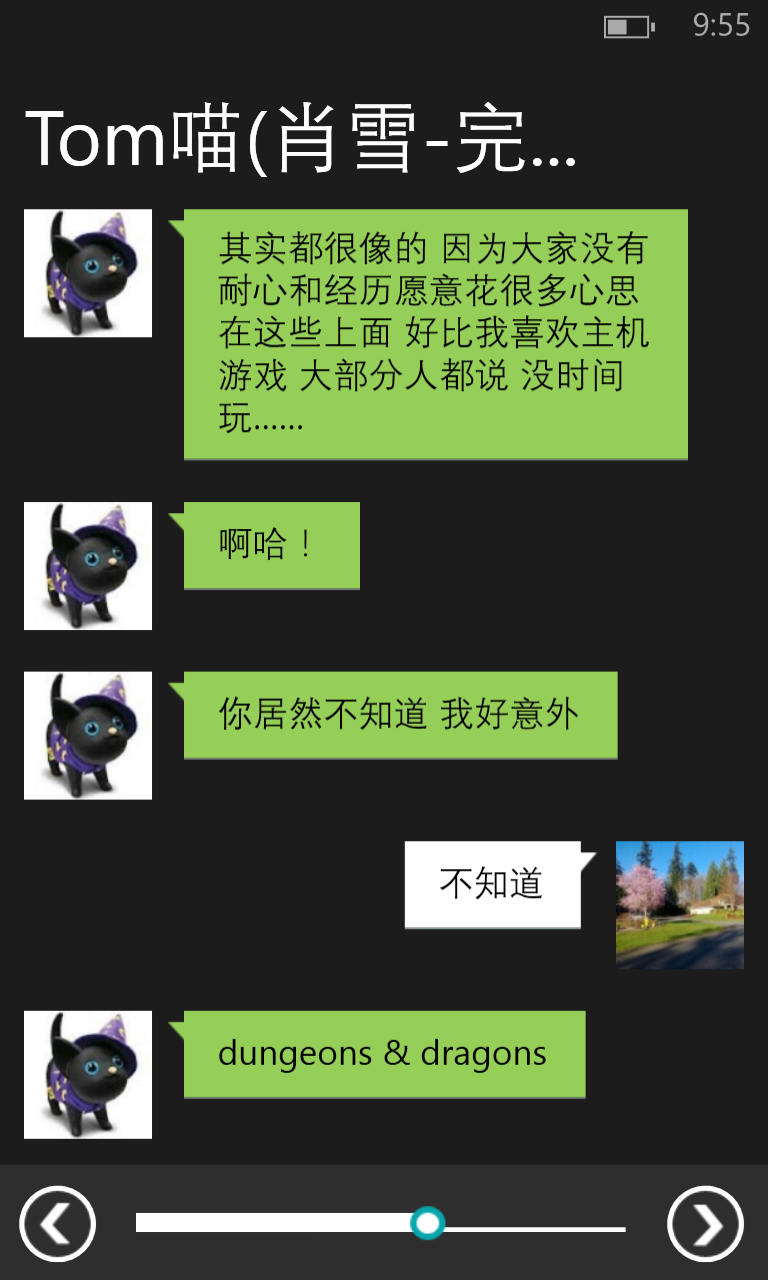 9:55
Tom喵(肖雪-完...
其实都很像的 因为大家没有
耐心和经历愿意花很多心思
在这些上面 好比我喜欢主机
游戏 大部分人都说 没时间
玩......
啊哈！
你居然不知道 我好意外
不知道
dungeons & dragons